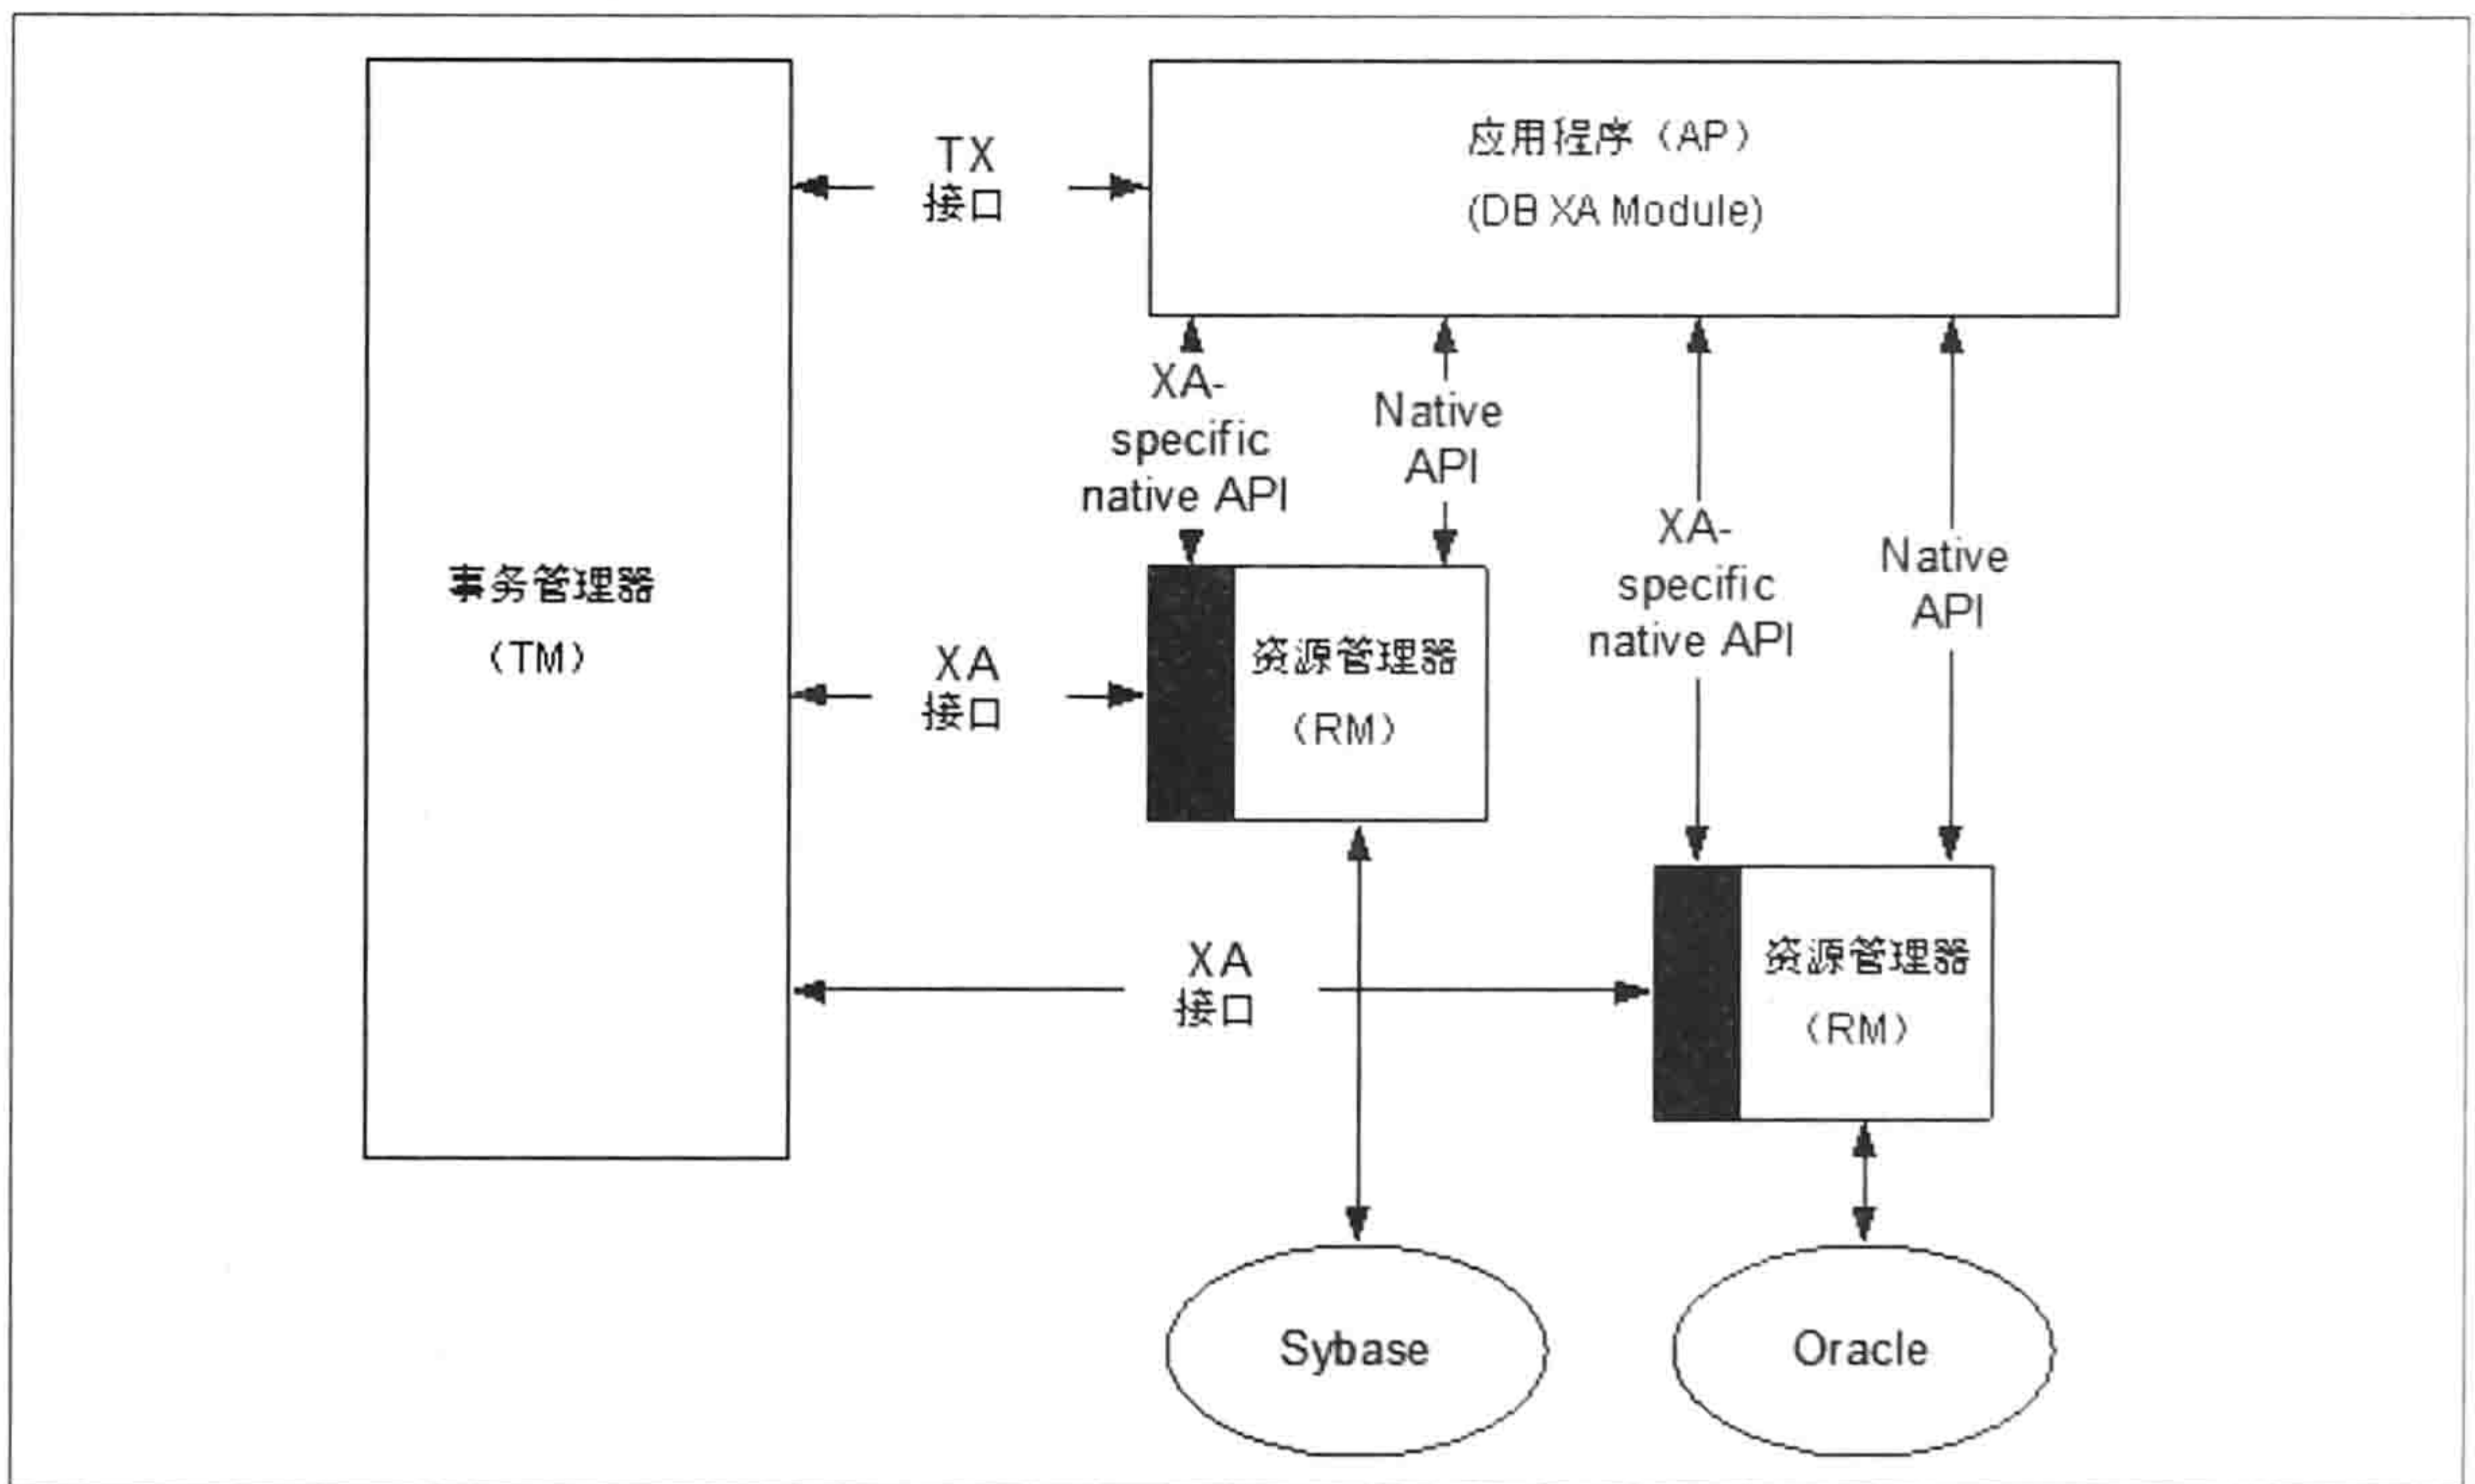 TX
接口
应用程序（AP）
(DB XA Module)
XA-
specific
native API
Native
API
XA-
specific
native API
Native
API
事务管理器
（TM）
XA
接口
资源管理器
（RM）
XA
接口
资源管理器
（RM）
Sybase
Oracle